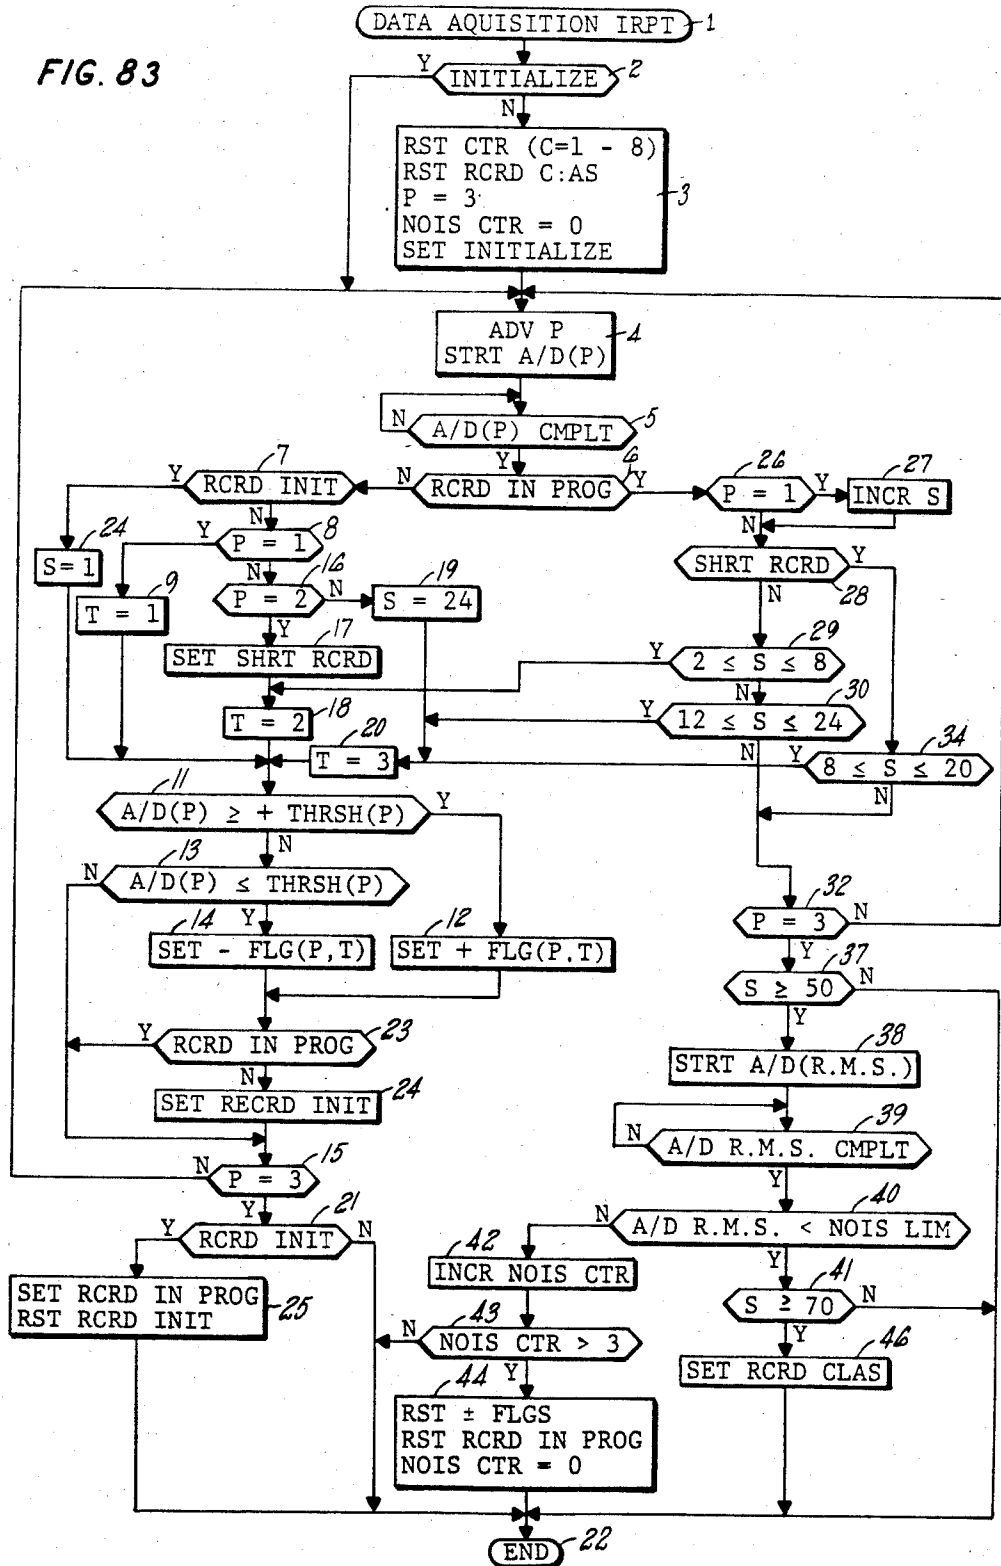 FIG. 83
DATA AQUISITION IRPT
1
Y
INITIALIZE
2
N
RST CTR (C=1 - 8)
RST RCRD C:AS
P = 3
NOIS CTR = 0
SET INITIALIZE
3
ADV P
STRT A/D(P)
4
N
A/D(P) CMPLT
5
Y
7
Y
RCRD INIT
N
RCRD IN PROG
6
Y
26
P = 1
Y
27
INCR S
N
N
24
S=1
Y
P = 1
8
N
9
T = 1
16
P = 2
N
19
S = 24
Y
17
SET SHRT RCRD
SHRT RCRD
Y
28
N
29
Y
2 ≤ S ≤ 8
N
30
Y
12 ≤ S ≤ 24
N
18
T = 2
20
T = 3
34
Y
8 ≤ S ≤ 20
N
11
A/D(P) ≥ + THRSH(P)
Y
N
13
N
A/D(P) ≤ THRSH(P)
Y
14
SET - FLG(P,T)
12
SET + FLG(P,T)
32
P = 3
N
Y
37
S ≥ 50
N
Y
23
Y
RCRD IN PROG
N
24
SET RECRD INIT
38
STRT A/D(R.M.S.)
39
N
A/D R.M.S. CMPLT
Y
15
N
P = 3
Y
21
Y
RCRD INIT
N
40
N
A/D R.M.S. < NOIS LIM
Y
42
INCR NOIS CTR
41
S ≥ 70
N
Y
SET RCRD IN PROG
RST RCRD INIT
25
43
N
NOIS CTR > 3
Y
46
SET RCRD CLAS
44
RST ± FLGS
RST RCRD IN PROG
NOIS CTR = 0
END
22